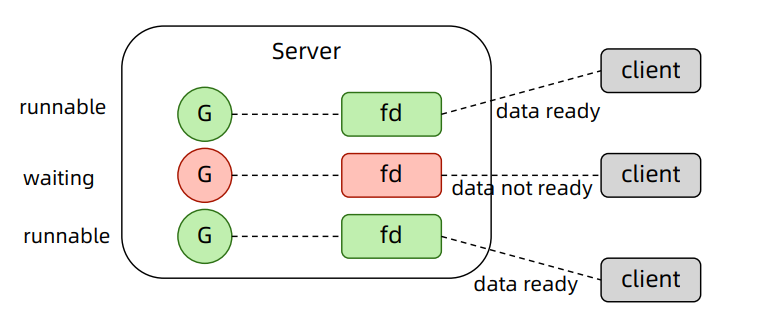 Server
client
runnable
G
fd
data ready
waiting
G
fd
data not ready
client
runnable
G
fd
data ready
client